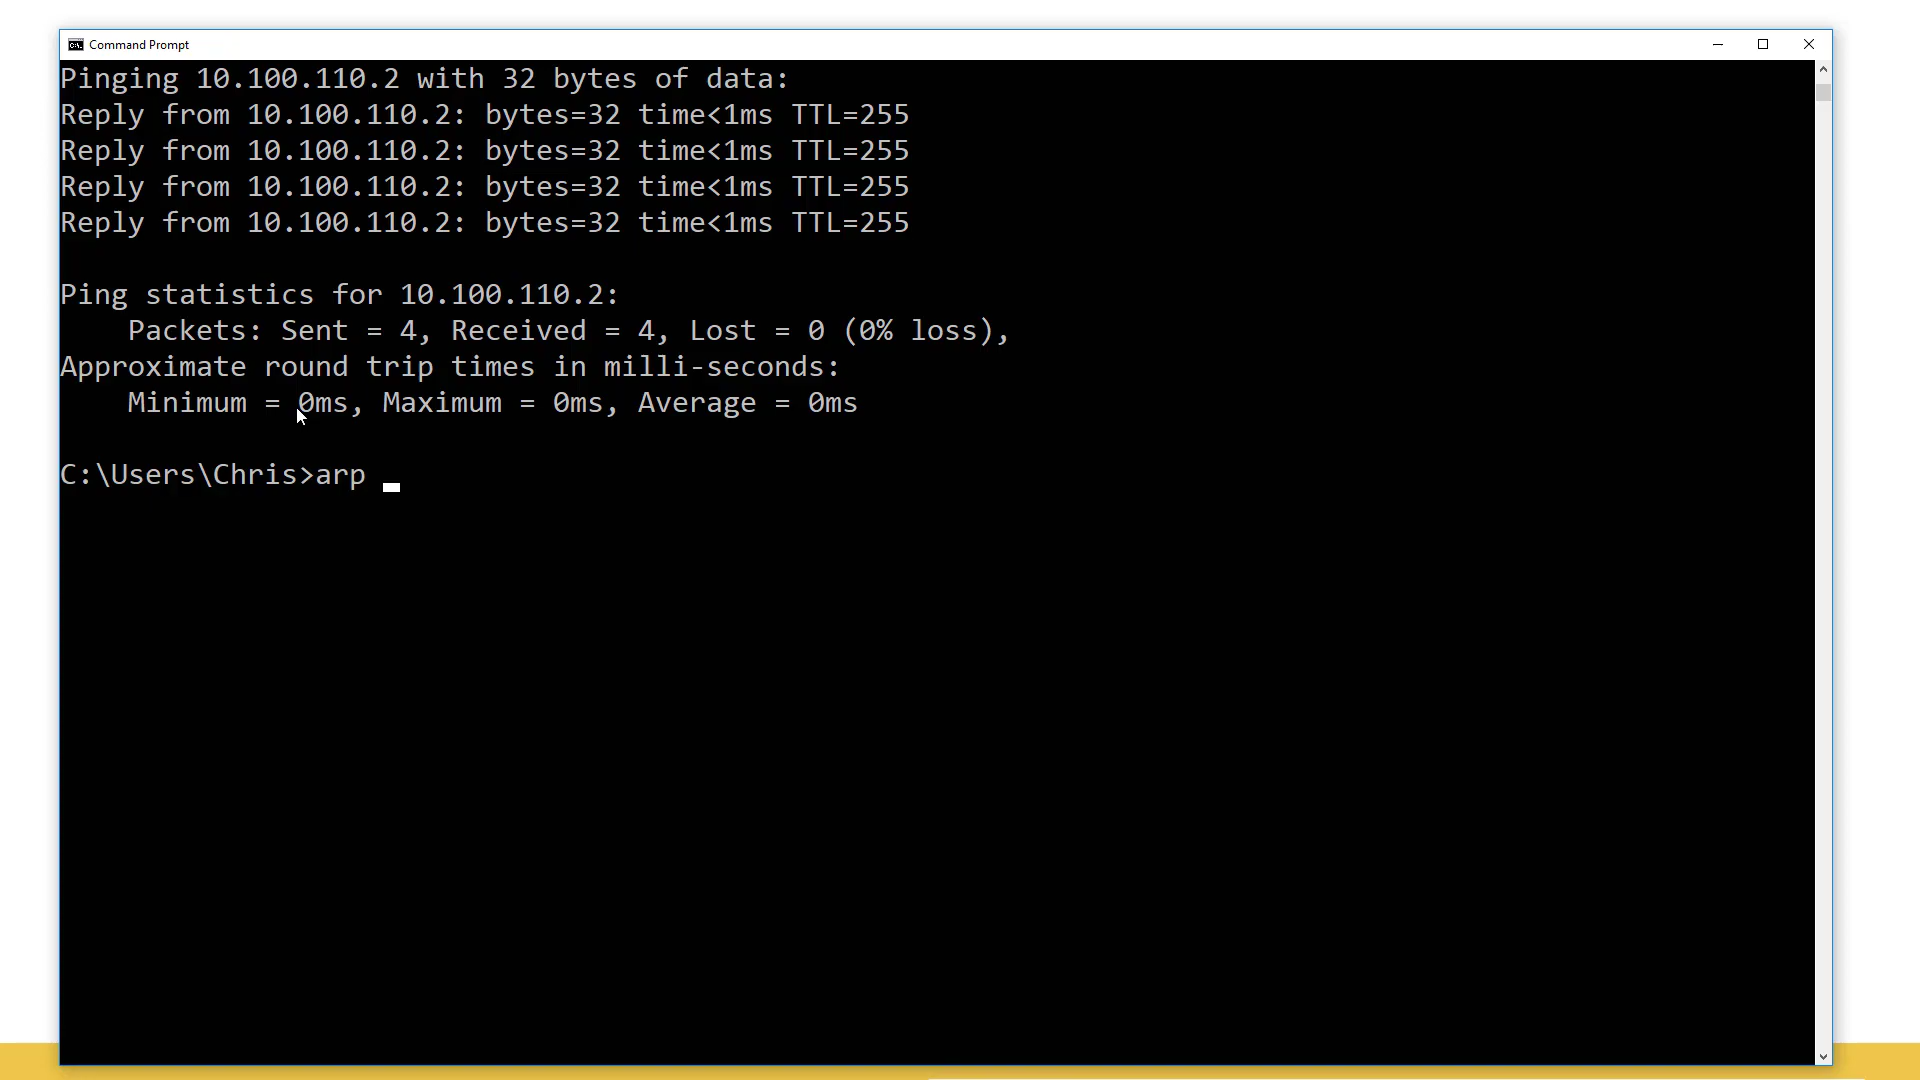 Command Prompt
Pinging 10.100.110.2 with 32 bytes of data:
Reply from 10.100.110.2: bytes=32 time<1ms TTL=255
Reply from 10.100.110.2: bytes=32 time<1ms TTL=255
Reply from 10.100.110.2: bytes=32 time<1ms TTL=255
Reply from 10.100.110.2: bytes=32 time<1ms TTL=255
Ping statistics for 10.100.110.2:
    Packets: Sent = 4, Received = 4, Lost = 0 (0% loss),
Approximate round trip times in milli-seconds:
    Minimum = 0ms, Maximum = 0ms, Average = 0ms
C:\Users\Chris>arp